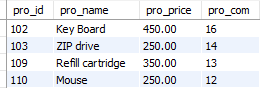 pro_id pro_name pro_price pro_com
102 Key Board 450.00 16
103 ZIP drive 250.00 14
109 Refill cartridge 350.00 13
110 Mouse 250.00 12